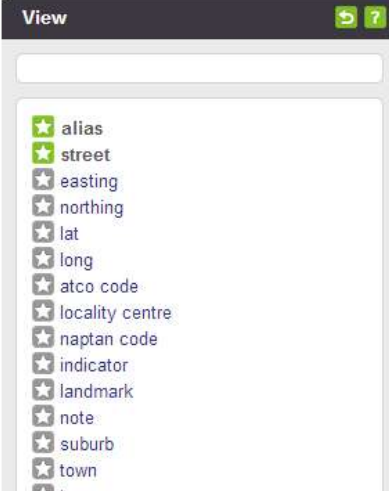 View
?
alias
street
easting
northing
lat
long
atco code
locality centre
naptan code
indicator
landmark
note
suburb
town